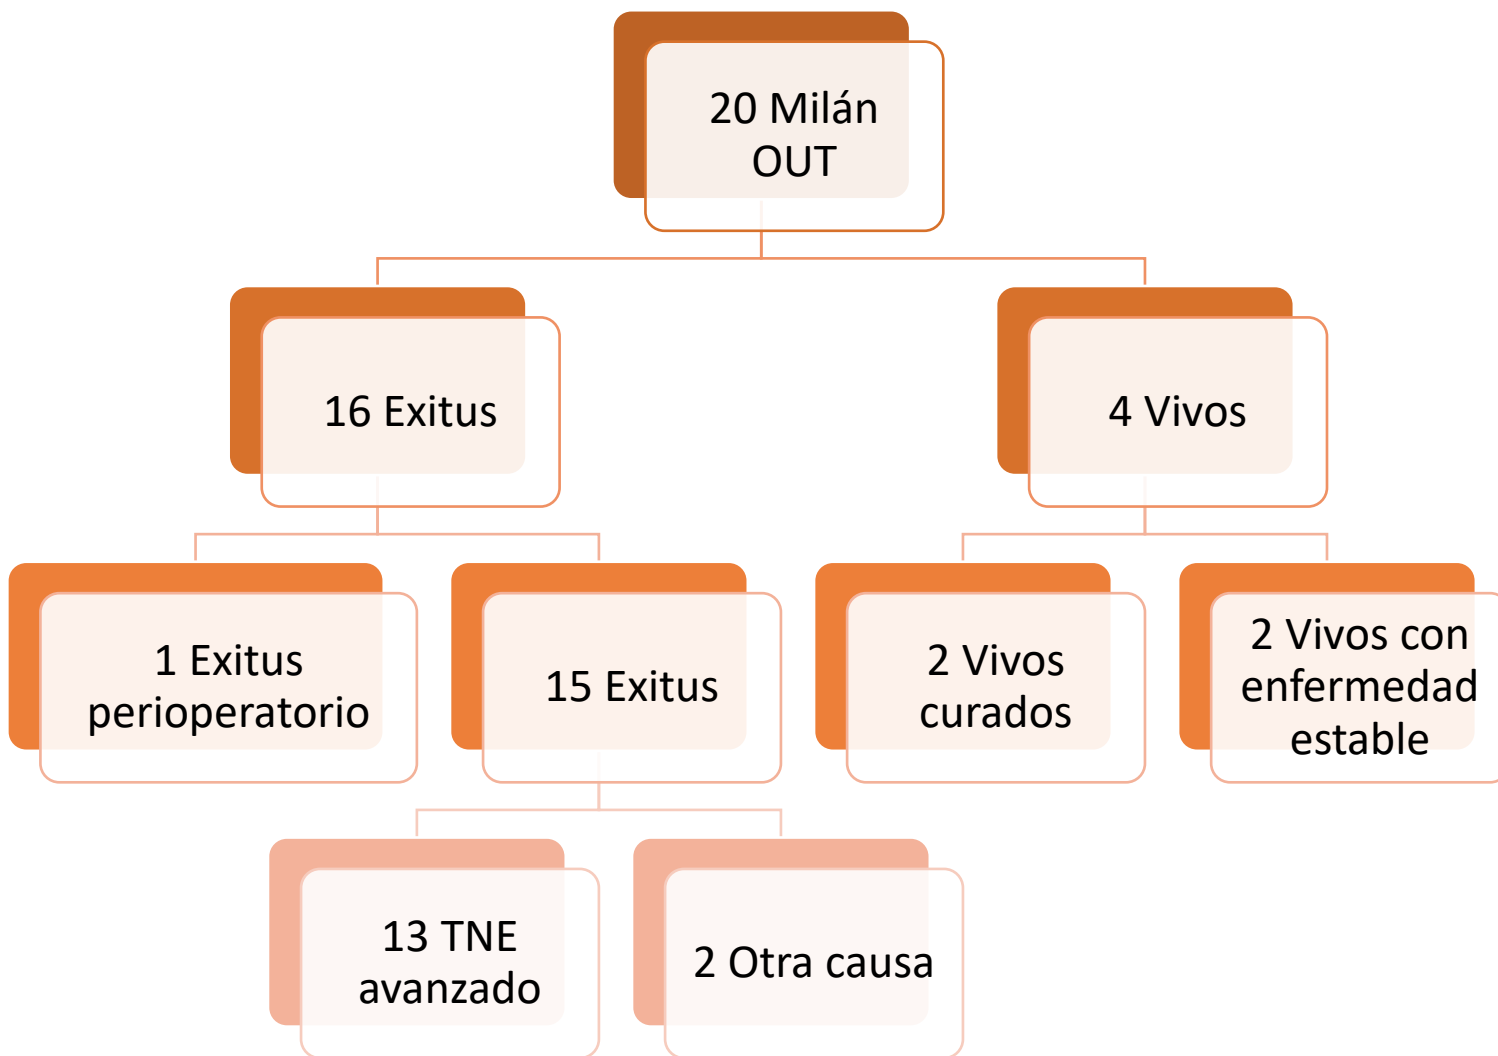 20 Milán
OUT
16 Exitus
4 Vivos
1 Exitus
perioperatorio
15 Exitus
2 Vivos
curados
2 Vivos con
enfermedad
estable
13 TNE
avanzado
2 Otra causa